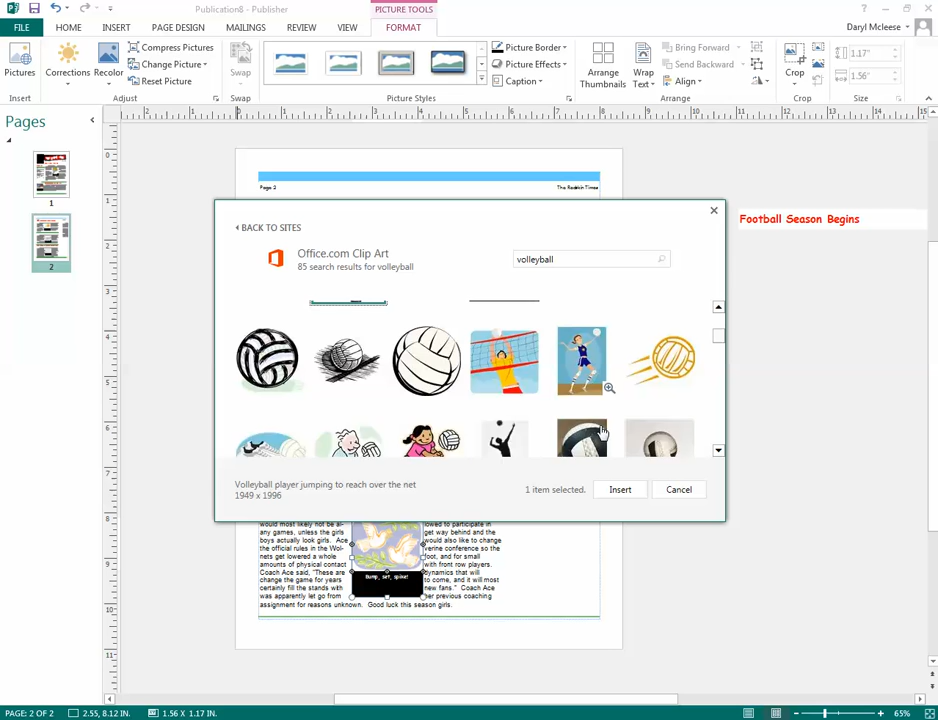 Publication8 - Publisher
PICTURE TOOLS
FILE HOME INSERT PAGE DESIGN MAILINGS REVIEW VIEW FORMAT
Daryl Mcleese
Pictures
Corrections
Recolor
Compress Pictures
Change Picture
Reset Picture
Swap
Picture Border
Picture Effects
Caption
Arrange
Thumbnails
Wrap
Text
Bring Forward
Send Backward
Align
Crop
1.17"
1.56"
Insert Adjust Swap Picture Styles Arrange Crop Size
Pages
1
2
Page 2
The Redskin Times
Football Season Begins
BACK TO SITES
Office.com Clip Art
85 search results for volleyball
volleyball
Volleyball player jumping to reach over the net
1949 x 1996
1 item selected.
Insert
Cancel
would most likely not be al-
any games, unless the girls
boys actually look girls. Ace
the official rules in the Wol-
nets get lowered a whole
amounts of physical contact
Coach Ace said, "These are
change the game for years
certainly fill the stands with
was apparently let go from
assignment for reasons unknown. Good luck this season girls.
lowed to participate in
get way behind and the
would also like to change
verine conference so the
foot, and for small
with front row players.
dynamics that will
to come, and it will most
new fans." Coach Ace
her previous coaching
Bump, set, spike!
PAGE: 2 OF 2
2.55, 8.12 IN.
1.56 X 1.17 IN.
65%